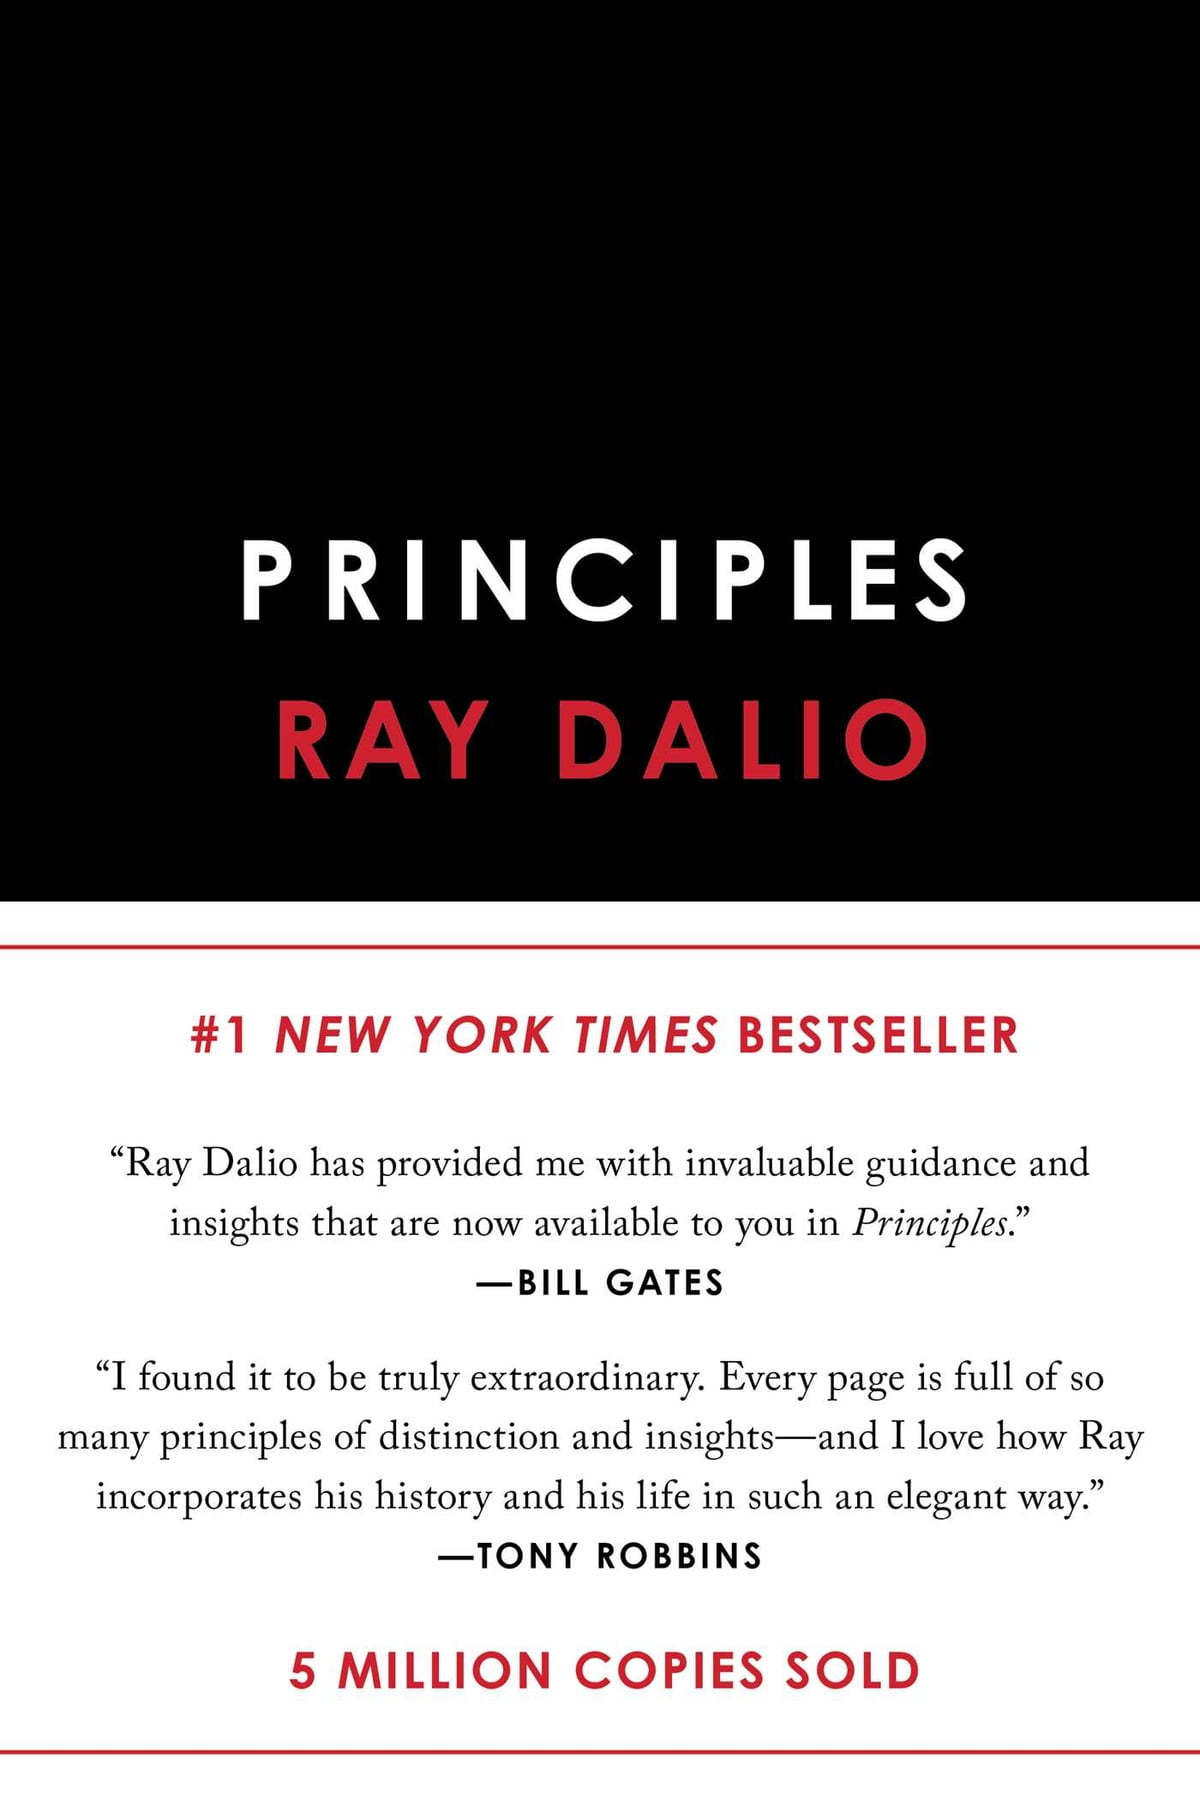 PRINCIPLES
RAY DALIO
#1 NEW YORK TIMES BESTSELLER
“Ray Dalio has provided me with invaluable guidance and
insights that are now available to you in Principles.”
—BILL GATES
“I found it to be truly extraordinary. Every page is full of so
many principles of distinction and insights—and I love how Ray
incorporates his history and his life in such an elegant way.”
—TONY ROBBINS
5 MILLION COPIES SOLD